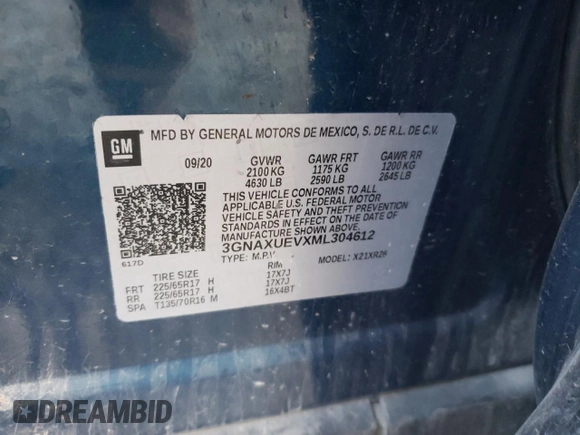 GM
MFD BY GENERAL MOTORS DE MEXICO, S. DE R.L. DE C.V.
09/20 GVWR GAWR FRT GAWR RR
2100 KG 1175 KG 1200 KG
4630 LB 2590 LB 2645 LB
THIS VEHICLE CONFORMS TO ALL
APPLICABLE U.S. FEDERAL MOTOR
VEHICLE SAFETY AND THEFT PREVENTION
STANDARDS IN EFFECT ON THE DATE
OF MANUFACTURE SHOWN ABOVE.
3GNAXUEVXML304612
617D TYPE: M.P.V MODEL: X21XR26
TIRE SIZE RIM
FRT 225/65R17 H 17X7J
RR 225/65R17 H 17X7J
SPA T135/70R16 M 16X4BT
DREAMBID